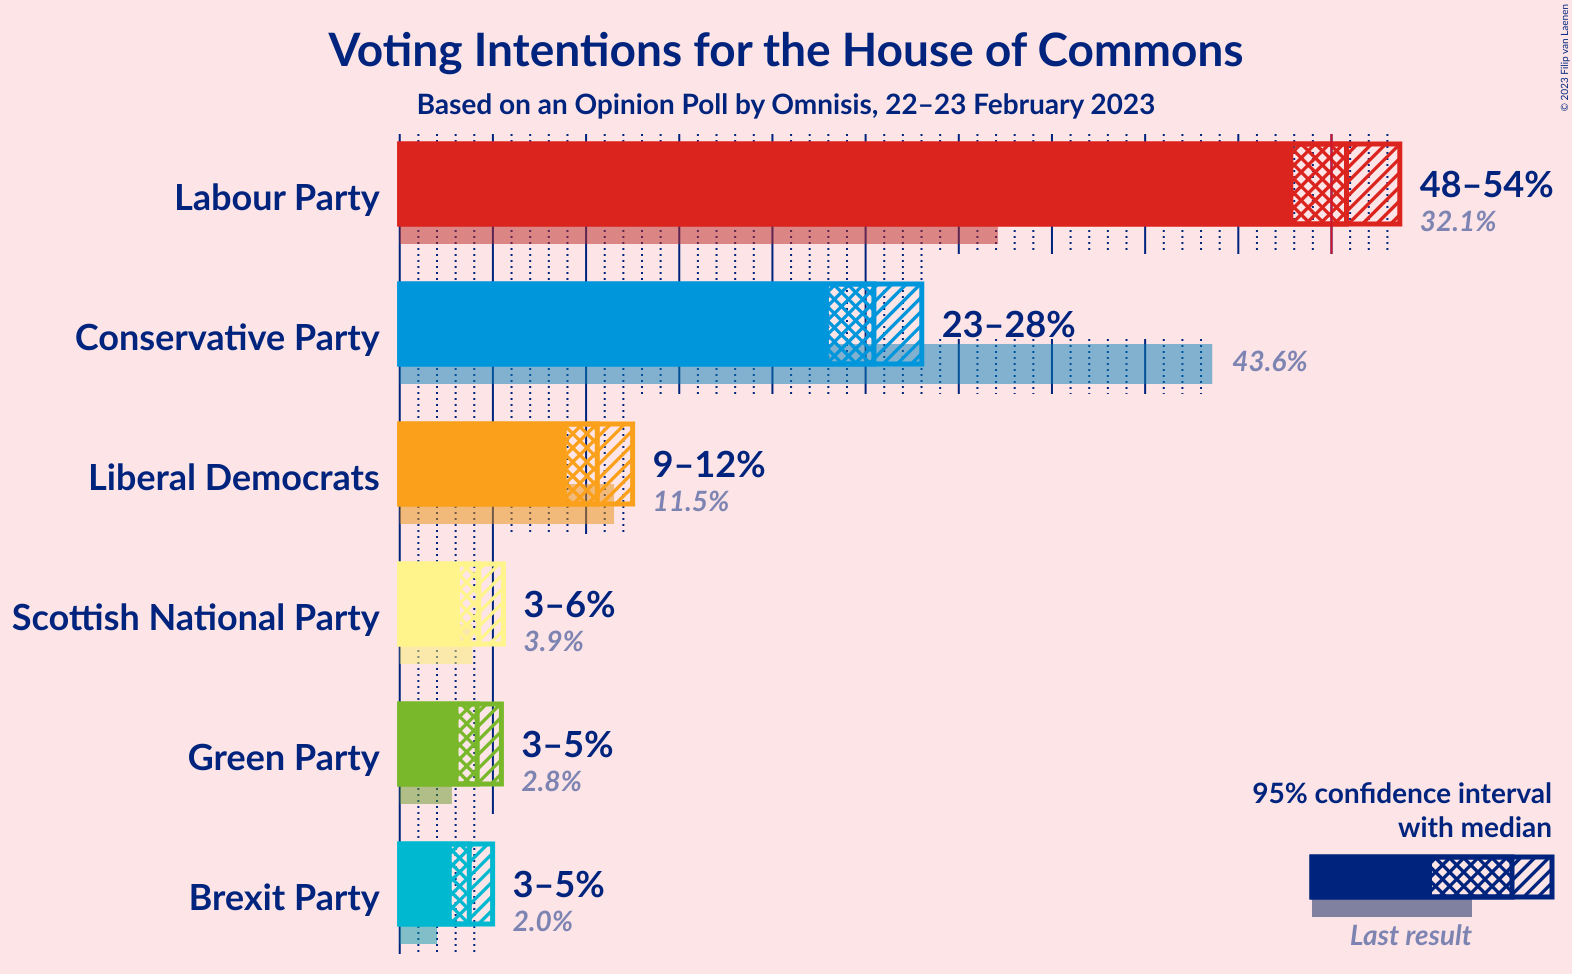 Voting Intentions for the House of Commons
Based on an Opinion Poll by Omnisis, 22–23 February 2023
© 2023 Filip van Laenen
Labour Party
48–54%
32.1%
Conservative Party
23–28%
43.6%
Liberal Democrats
9–12%
11.5%
Scottish National Party
3–6%
3.9%
Green Party
3–5%
2.8%
Brexit Party
3–5%
2.0%
95% confidence interval
with median
Last result